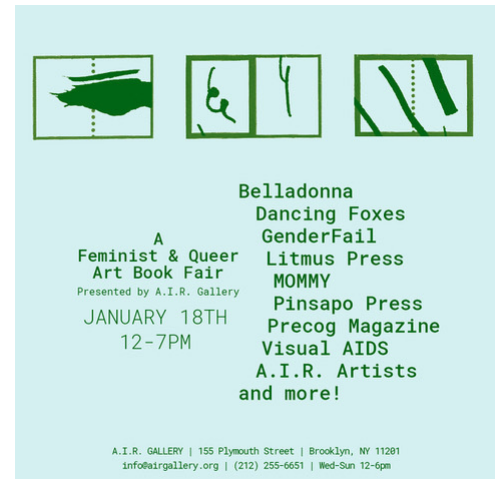 A
Feminist & Queer
Art Book Fair
Presented by A.I.R. Gallery
JANUARY 18TH
12-7PM
Belladonna
Dancing Foxes
GenderFail
Litmus Press
MOMMY
Pinsapo Press
Precog Magazine
Visual AIDS
A.I.R. Artists
and more!
A.I.R. GALLERY | 155 Plymouth Street | Brooklyn, NY 11201
info@airgallery.org | (212) 255-6651 | Wed-Sun 12-6pm